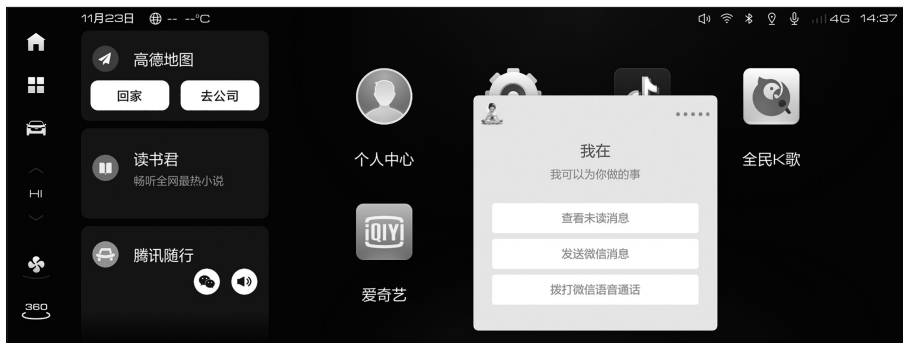 11月23日 -- --°C
4G 14:37
高德地图
回家 去公司
读书君
畅听全网最热小说
腾讯随行
HI
360
个人中心
全民K歌
iQIYI
爱奇艺
我在
我可以为你做的事
查看未读消息
发送微信消息
拨打微信语音通话